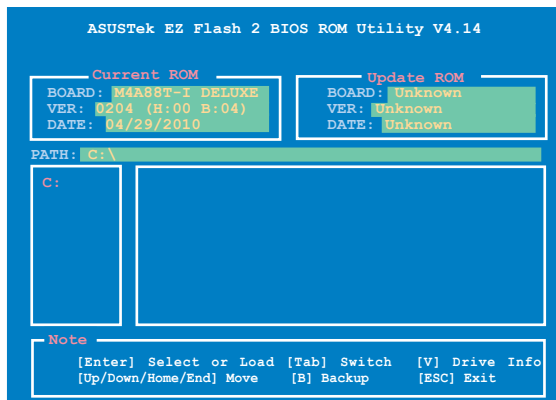 ASUSTek EZ Flash 2 BIOS ROM Utility V4.14
Current ROM
BOARD: M4A88T-I DELUXE
VER: 0204 (H:00 B:04)
DATE: 04/29/2010
Update ROM
BOARD: Unknown
VER: Unknown
DATE: Unknown
PATH: C:\
C:
Note
[Enter] Select or Load [Tab] Switch [V] Drive Info
[Up/Down/Home/End] Move [B] Backup [ESC] Exit